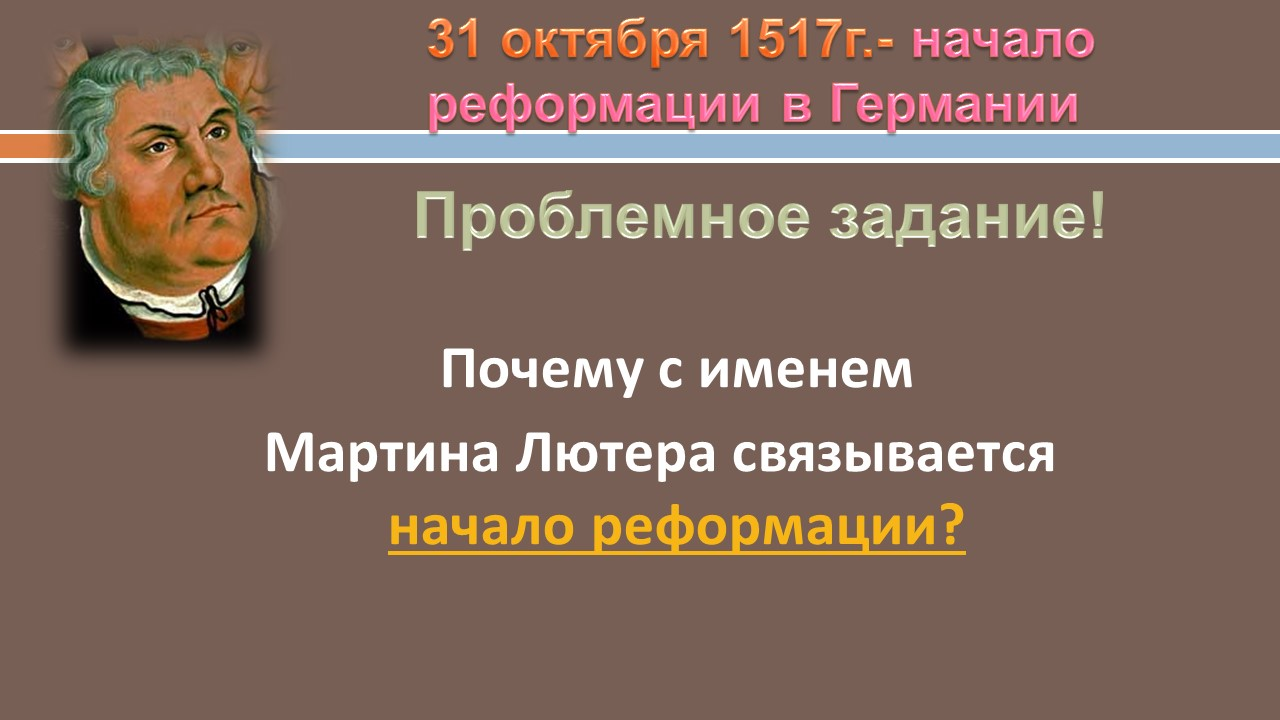 31 октября 1517г.- начало
реформации в Германии
Проблемное задание!
Почему с именем
Мартина Лютера связывается
начало реформации?